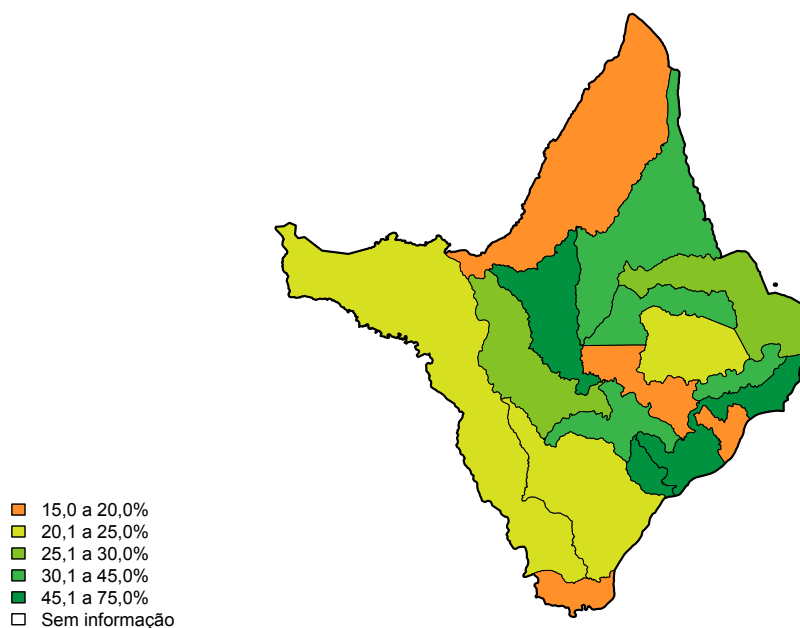 15,0 a 20,0%
20,1 a 25,0%
25,1 a 30,0%
30,1 a 45,0%
45,1 a 75,0%
Sem informação